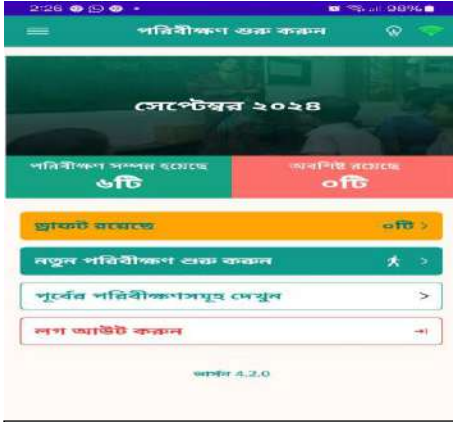 2:26
98%
পরিবীক্ষণ শুরু করুন
সেপ্টেম্বর ২০২৪
পরিবীক্ষণ সম্পন্ন হয়েছে
৬টি
অবশিষ্ট রয়েছে
০টি
ড্রাফট রয়েছে
০টি >
নতুন পরিবীক্ষণ শুরু করুন
>
পূর্বের পরিবীক্ষণসমূহ দেখুন
>
লগ আউট করুন
ভার্সন 4.2.0